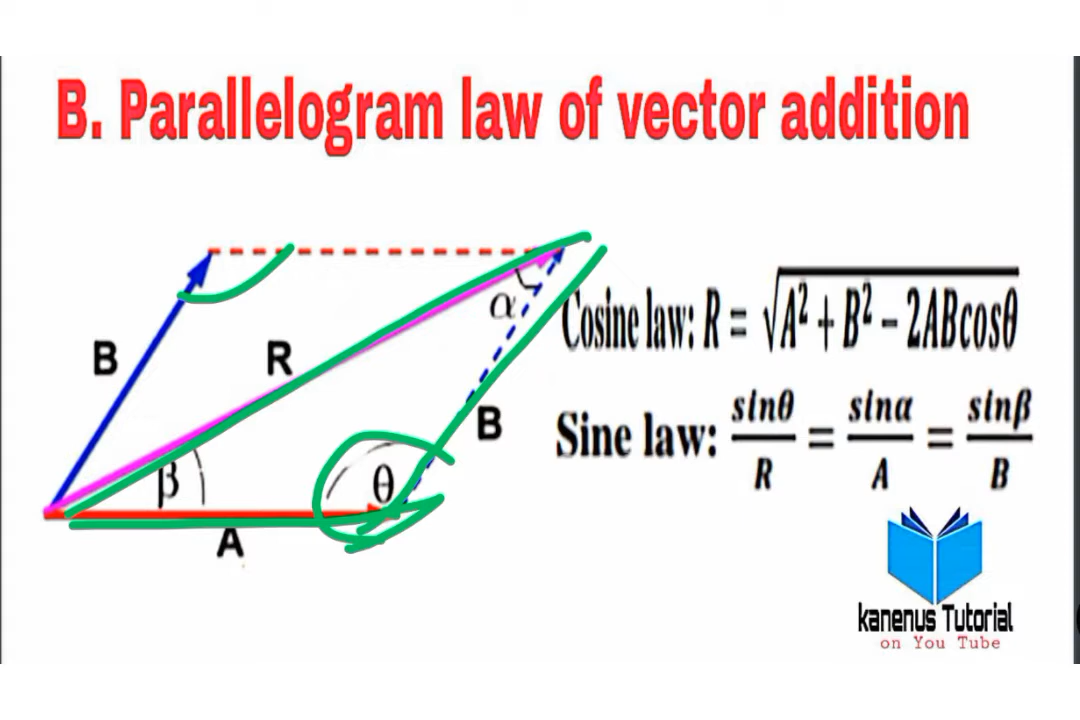 B. Parallelogram law of vector addition
B
R
α
Cosine law: R = √A² + B² - 2ABcosθ
B
Sine law: sinθ/R = sinα/A = sinβ/B
β
θ
A
kanenus Tutorial
on You Tube